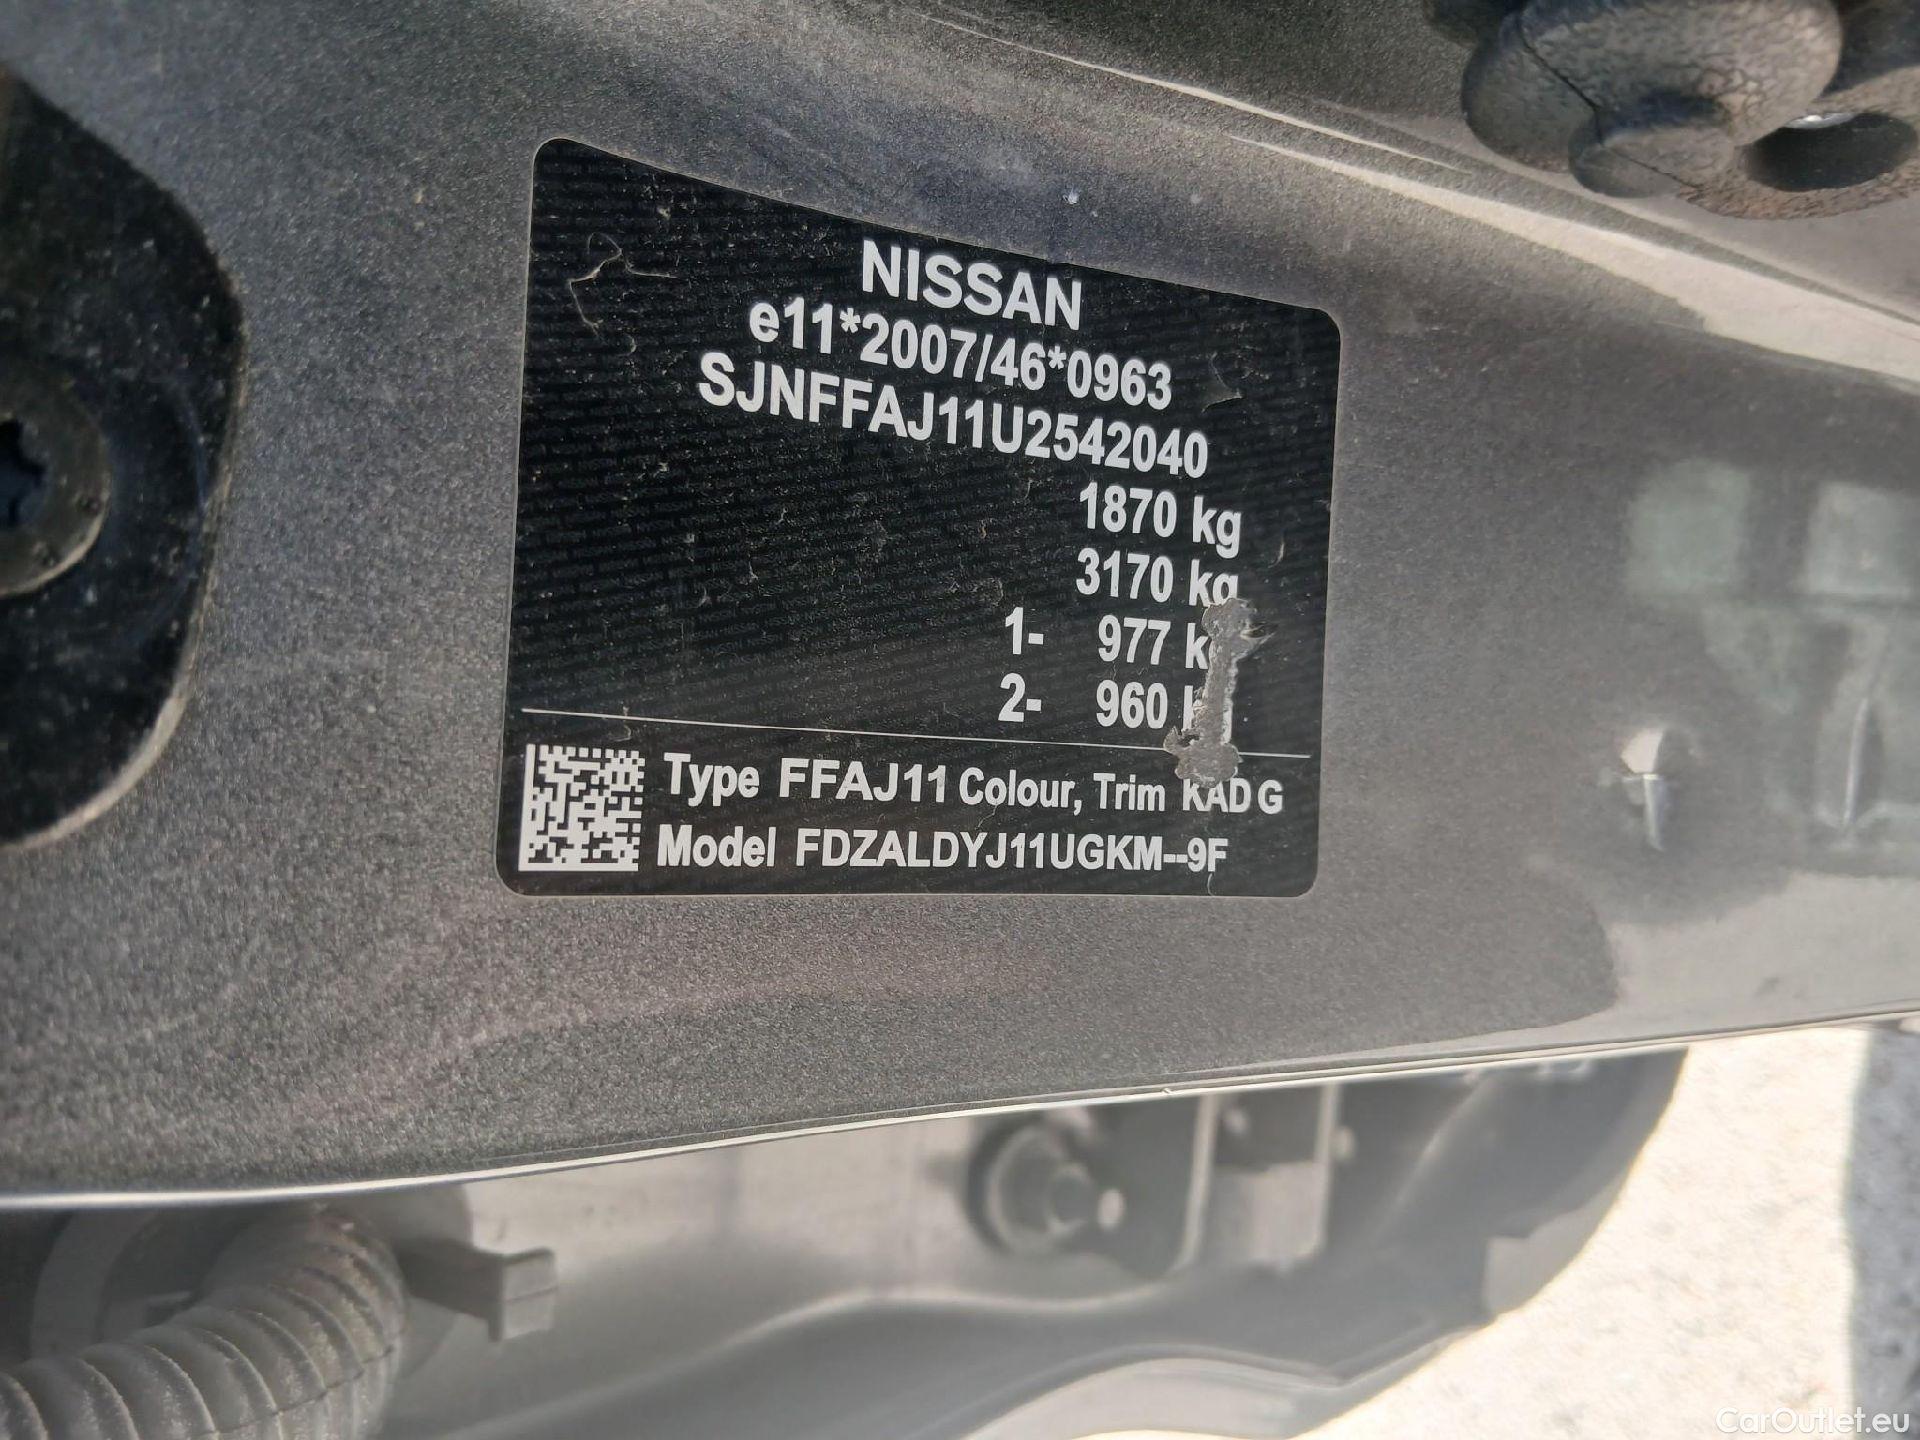 NISSAN
e11*2007/46*0963
SJNFFAJ11U2542040
1870 kg
3170 kg
1- 977 kg
2- 960 k
Type FFAJ11 Colour, Trim KAD G
Model FDZALDYJ11UGKM--9F
CarOutlet.eu